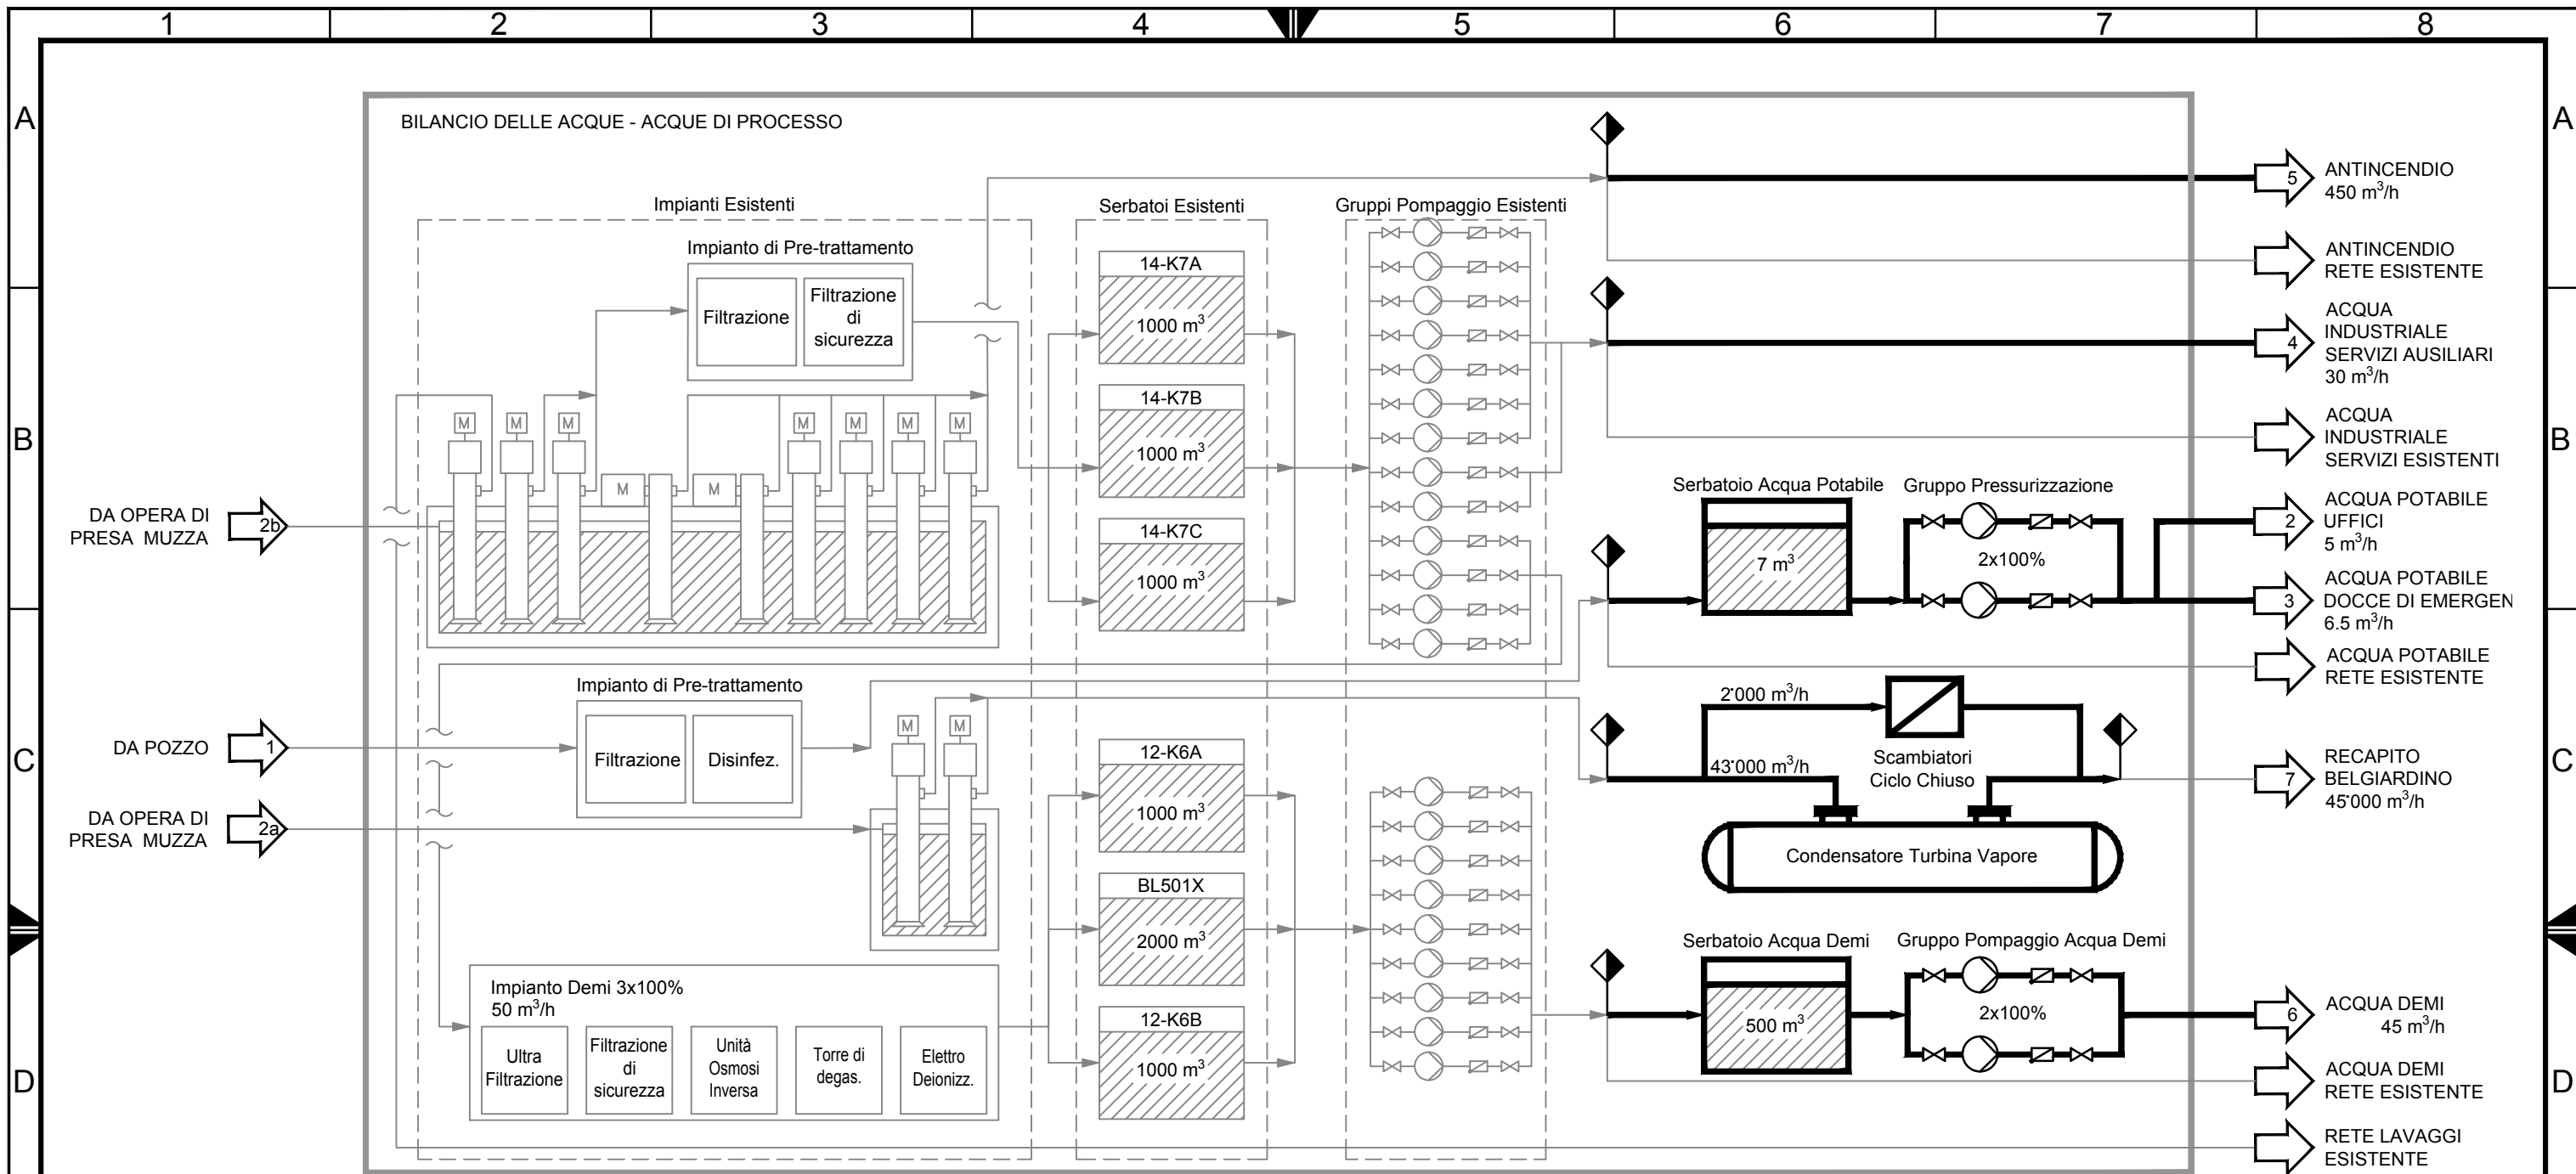 1 2 3 4 5 6 7 8
A
A
BILANCIO DELLE ACQUE - ACQUE DI PROCESSO
5
ANTINCENDIO
450 m³/h
ANTINCENDIO
RETE ESISTENTE
Impianti Esistenti
Serbatoi Esistenti
Gruppi Pompaggio Esistenti
Impianto di Pre-trattamento
Filtrazione
Filtrazione
di
sicurezza
14-K7A
1000 m³
14-K7B
1000 m³
14-K7C
1000 m³
4
ACQUA
INDUSTRIALE
SERVIZI AUSILIARI
30 m³/h
ACQUA
INDUSTRIALE
SERVIZI ESISTENTI
B
B
M M M M M M M
M M
DA OPERA DI
PRESA MUZZA
2b
Serbatoio Acqua Potabile
7 m³
Gruppo Pressurizzazione
2x100%
2
ACQUA POTABILE
UFFICI
5 m³/h
3
ACQUA POTABILE
DOCCE DI EMERGEN
6.5 m³/h
ACQUA POTABILE
RETE ESISTENTE
C
C
DA POZZO
1
Impianto di Pre-trattamento
Filtrazione
Disinfez.
M M
DA OPERA DI
PRESA MUZZA
2a
12-K6A
1000 m³
BL501X
2000 m³
12-K6B
1000 m³
2'000 m³/h
43'000 m³/h
Scambiatori
Ciclo Chiuso
Condensatore Turbina Vapore
7
RECAPITO
BELGIARDINO
45'000 m³/h
Impianto Demi 3x100%
50 m³/h
Ultra
Filtrazione
Filtrazione
di
sicurezza
Unità
Osmosi
Inversa
Torre di
degas.
Elettro
Deionizz.
Serbatoio Acqua Demi
500 m³
Gruppo Pompaggio Acqua Demi
2x100%
6
ACQUA DEMI
45 m³/h
ACQUA DEMI
RETE ESISTENTE
RETE LAVAGGI
ESISTENTE
D
D